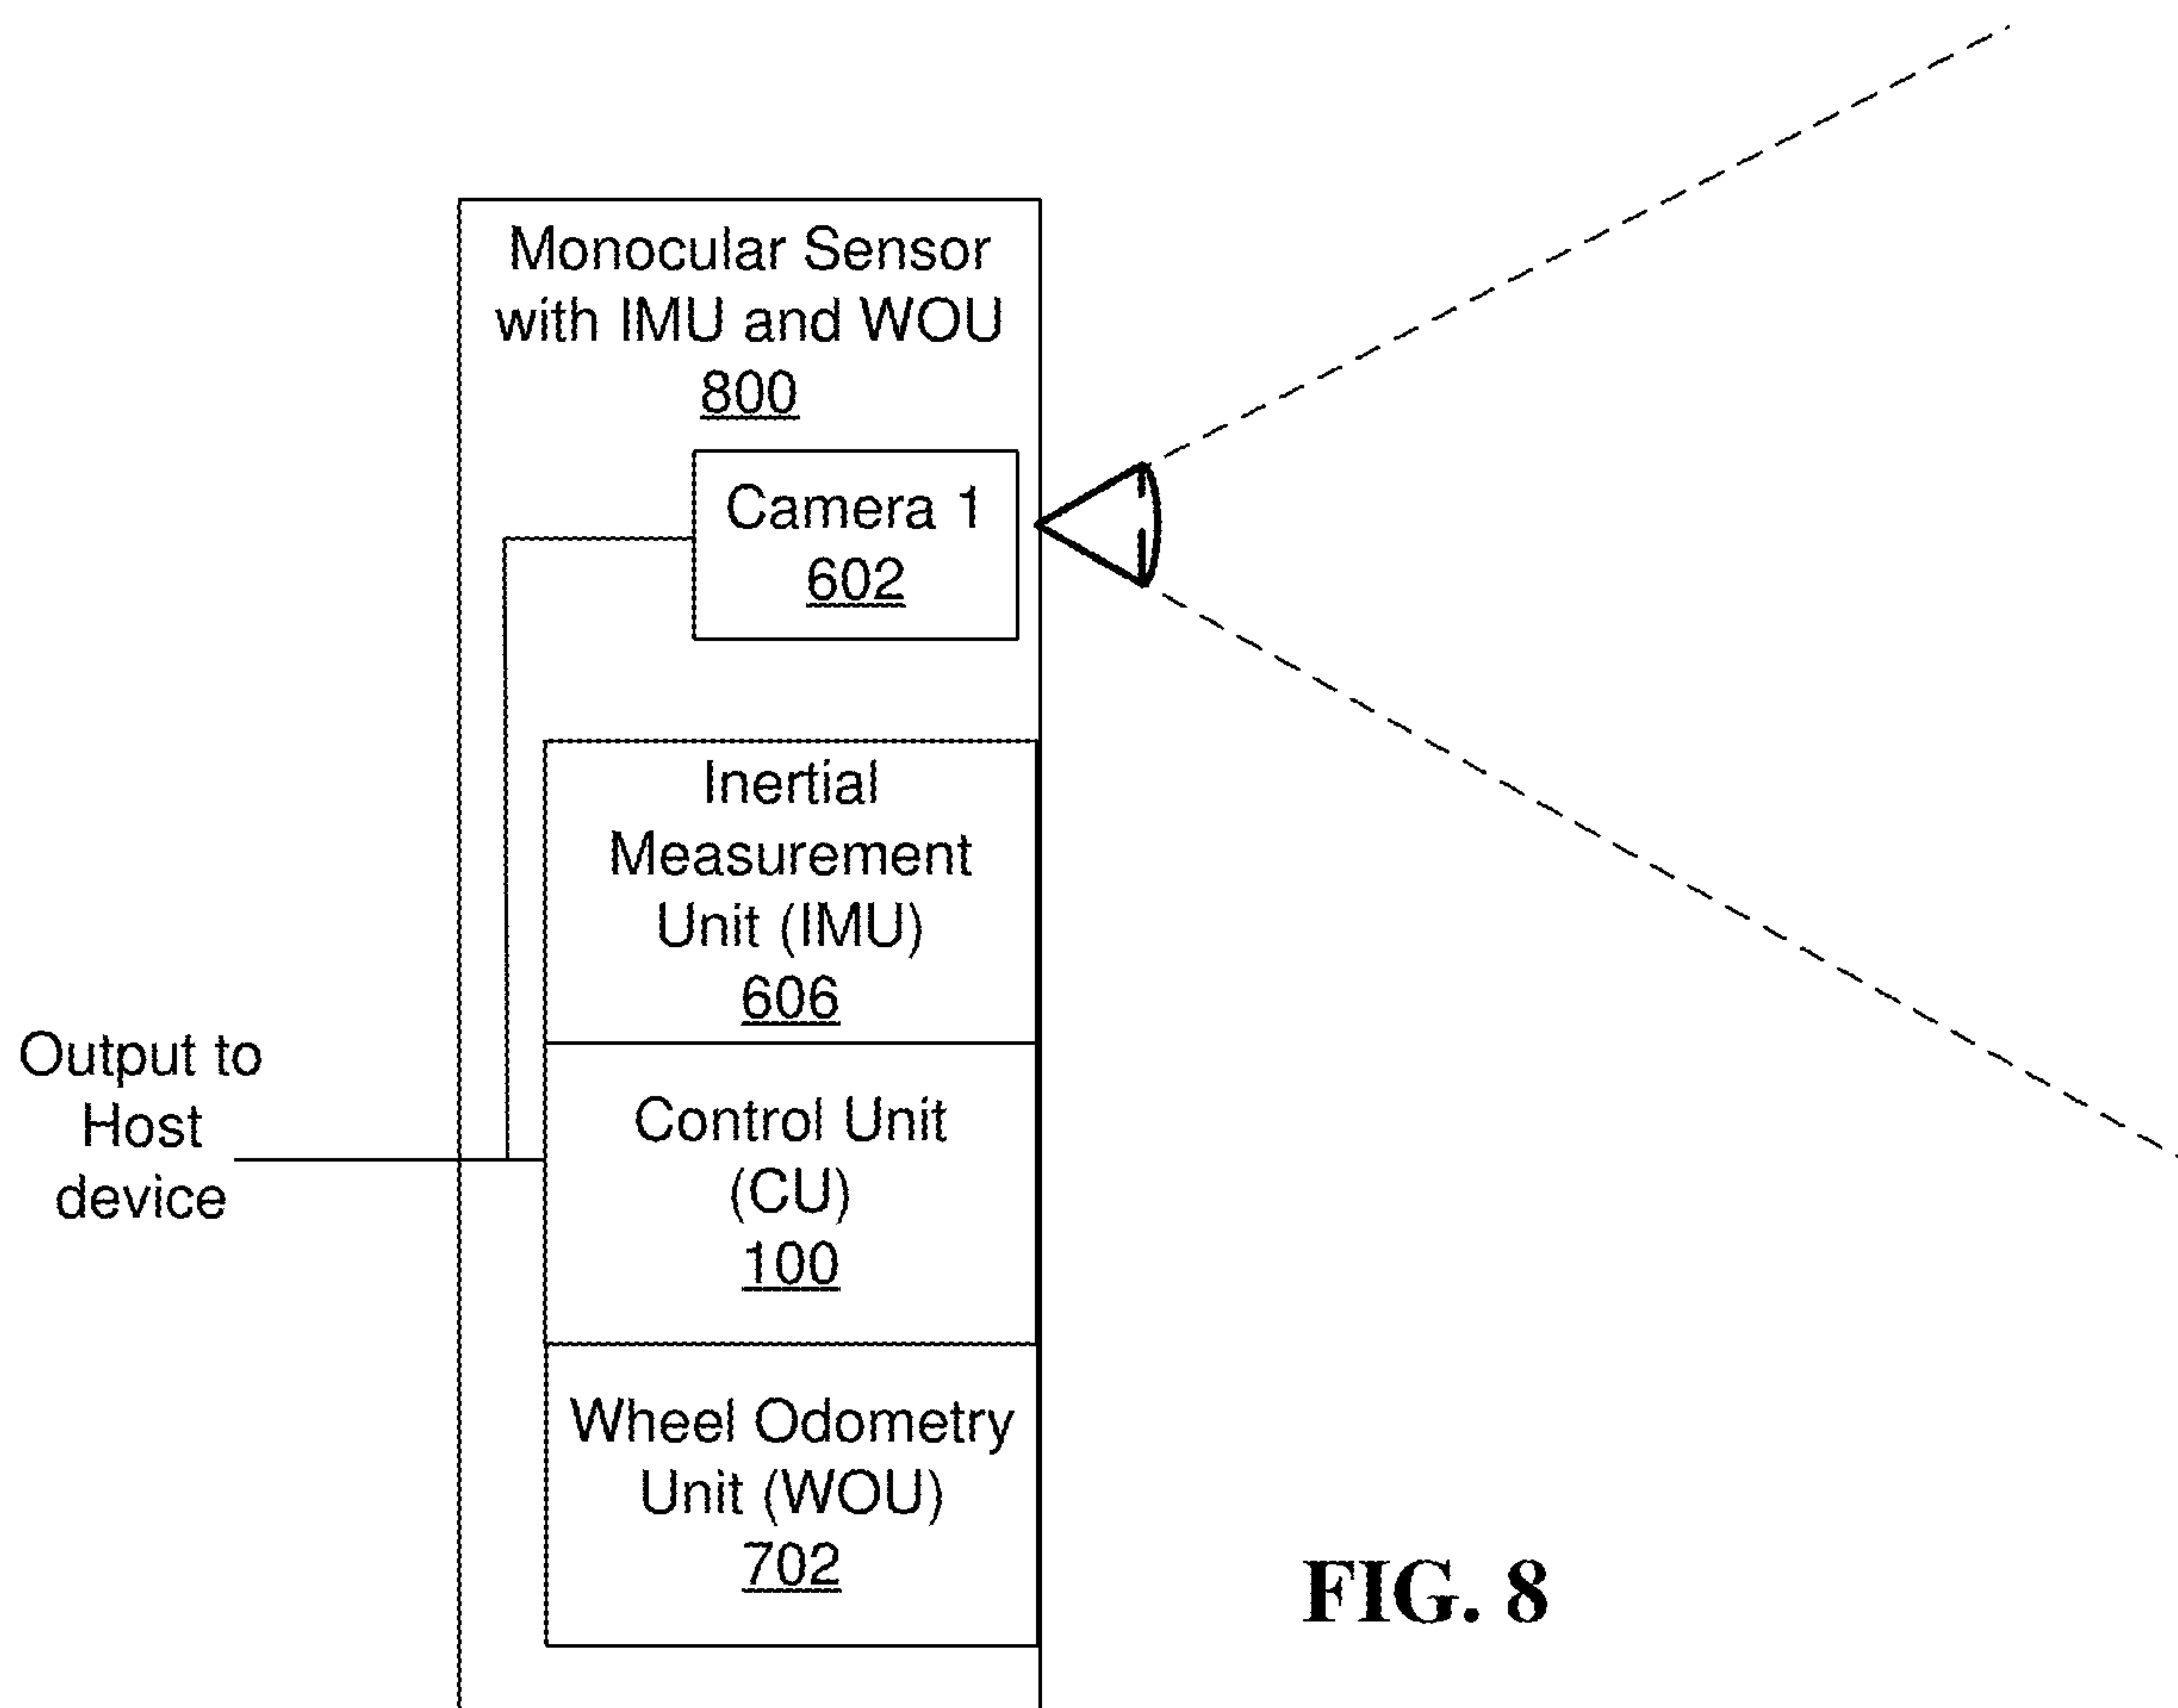 Monocular Sensor
with IMU and WOU
800
Camera 1
602
Inertial
Measurement
Unit (IMU)
606
Output to
Host
device
Control Unit
(CU)
100
Wheel Odometry
Unit (WOU)
702
FIG. 8